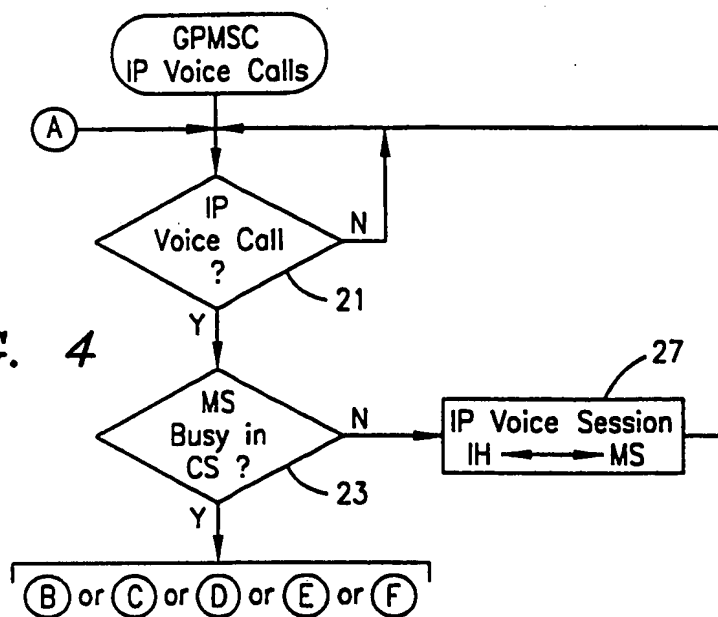 GPMSC
IP Voice Calls
A
IP
Voice Call
?
N
21
Y
. 4
MS
Busy in
CS ?
N
23
Y
27
IP Voice Session
IH MS
B or C or D or E or F